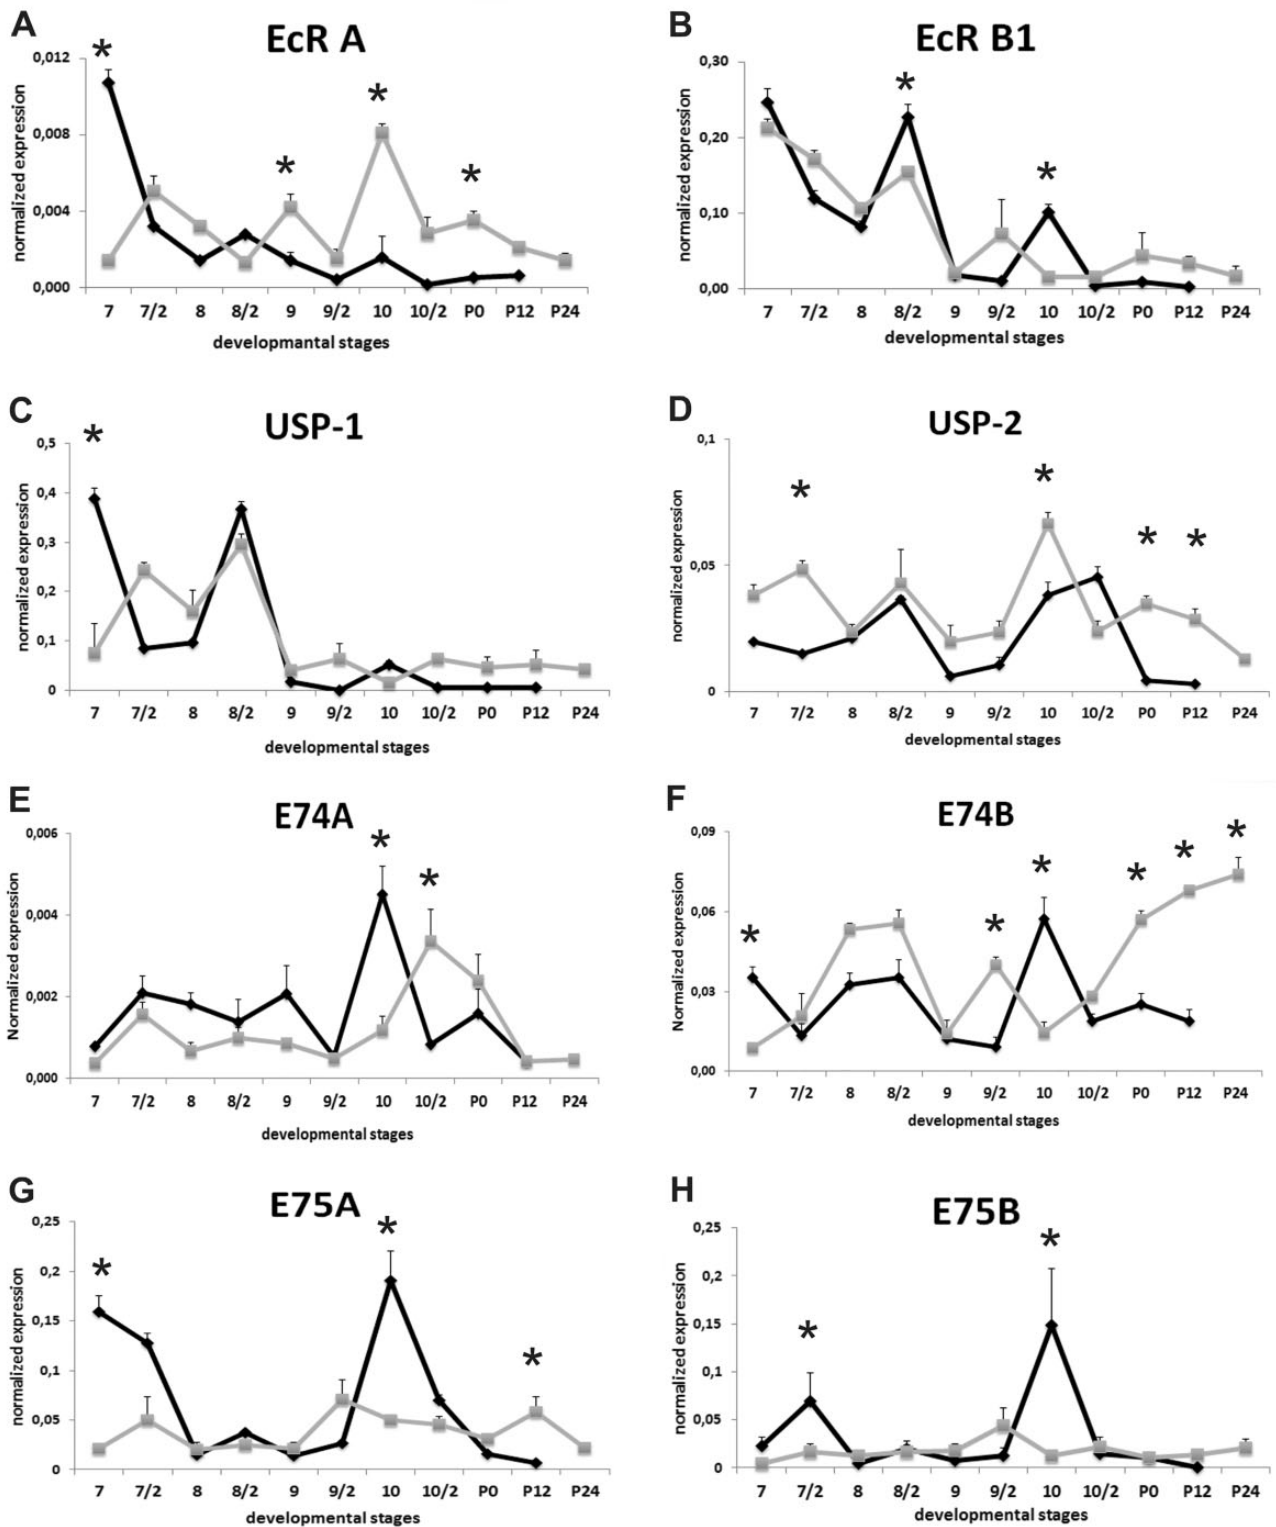 A
EcR A
*
*
*
*
normalized expression
0,012
0,008
0,004
0,000
7 7/2 8 8/2 9 9/2 10 10/2 P0 P12 P24
developmantal stages
B
EcR B1
*
*
normalized expression
0,30
0,20
0,10
0,00
7 7/2 8 8/2 9 9/2 10 10/2 P0 P12 P24
developmental stages
C
USP-1
*
normalized expression
0,5
0,4
0,3
0,2
0,1
0
7 7/2 8 8/2 9 9/2 10 10/2 P0 P12 P24
developmental stages
D
USP-2
*
*
*
*
normalized expression
0,1
0,05
0
7 7/2 8 8/2 9 9/2 10 10/2 P0 P12 P24
developmental stages
E
E74A
*
*
Normalized expression
0,006
0,004
0,002
0,000
7 7/2 8 8/2 9 9/2 10 10/2 P0 P12 P24
developmental stages
F
E74B
*
*
*
*
*
*
Normalized expression
0,09
0,06
0,03
0,00
7 7/2 8 8/2 9 9/2 10 10/2 P0 P12 P24
developmental stages
G
E75A
*
*
*
normalized expression
0,25
0,2
0,15
0,1
0,05
0
7 7/2 8 8/2 9 9/2 10 10/2 P0 P12 P24
developmental stages
H
E75B
*
*
normalized expression
0,25
0,2
0,15
0,1
0,05
0
7 7/2 8 8/2 9 9/2 10 10/2 P0 P12 P24
developmental stages